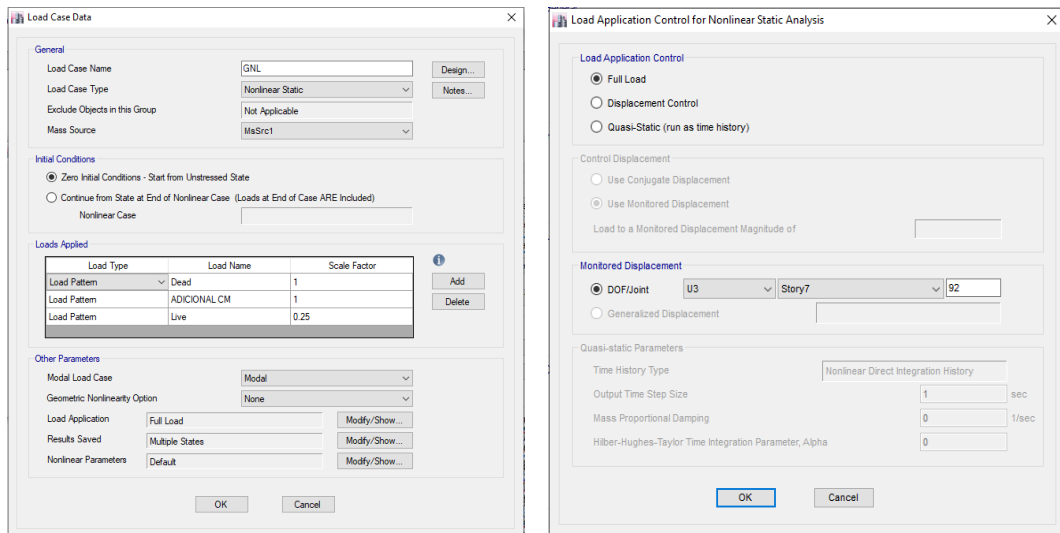 Load Case Data
General
Load Case Name GNL Design...
Load Case Type Nonlinear Static Notes...
Exclude Objects in this Group Not Applicable
Mass Source MsSrc1
Initial Conditions
Zero Initial Conditions - Start from Unstressed State
Continue from State at End of Nonlinear Case (Loads at End of Case ARE Included)
Nonlinear Case
Loads Applied
Load Type Load Name Scale Factor
Load Pattern Dead 1 Add
Load Pattern ADICIONAL CM 1 Delete
Load Pattern Live 0.25
Other Parameters
Modal Load Case Modal
Geometric Nonlinearity Option None
Load Application Full Load Modify/Show...
Results Saved Multiple States Modify/Show...
Nonlinear Parameters Default Modify/Show...
OK Cancel
Load Application Control for Nonlinear Static Analysis
Load Application Control
Full Load
Displacement Control
Quasi-Static (run as time history)
Control Displacement
Use Conjugate Displacement
Use Monitored Displacement
Load to a Monitored Displacement Magnitude of
Monitored Displacement
DOF/Joint U3 Story7 92
Generalized Displacement
Quasi-static Parameters
Time History Type Nonlinear Direct Integration History
Output Time Step Size 1 sec
Mass Proportional Damping 0 1/sec
Hilber-Hughes-Taylor Time Integration Parameter, Alpha 0
OK Cancel